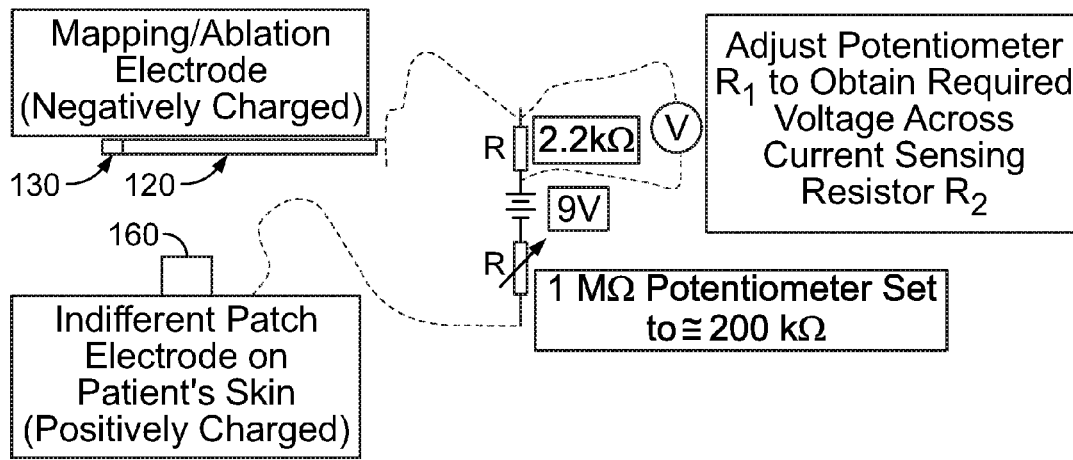 Mapping/Ablation
Electrode
(Negatively Charged)
130
120
160
Indifferent Patch
Electrode on
Patient's Skin
(Positively Charged)
R
2.2kΩ
V
9V
R
1 MΩ Potentiometer Set
to ≅ 200 kΩ
Adjust Potentiometer
R1 to Obtain Required
Voltage Across
Current Sensing
Resistor R2